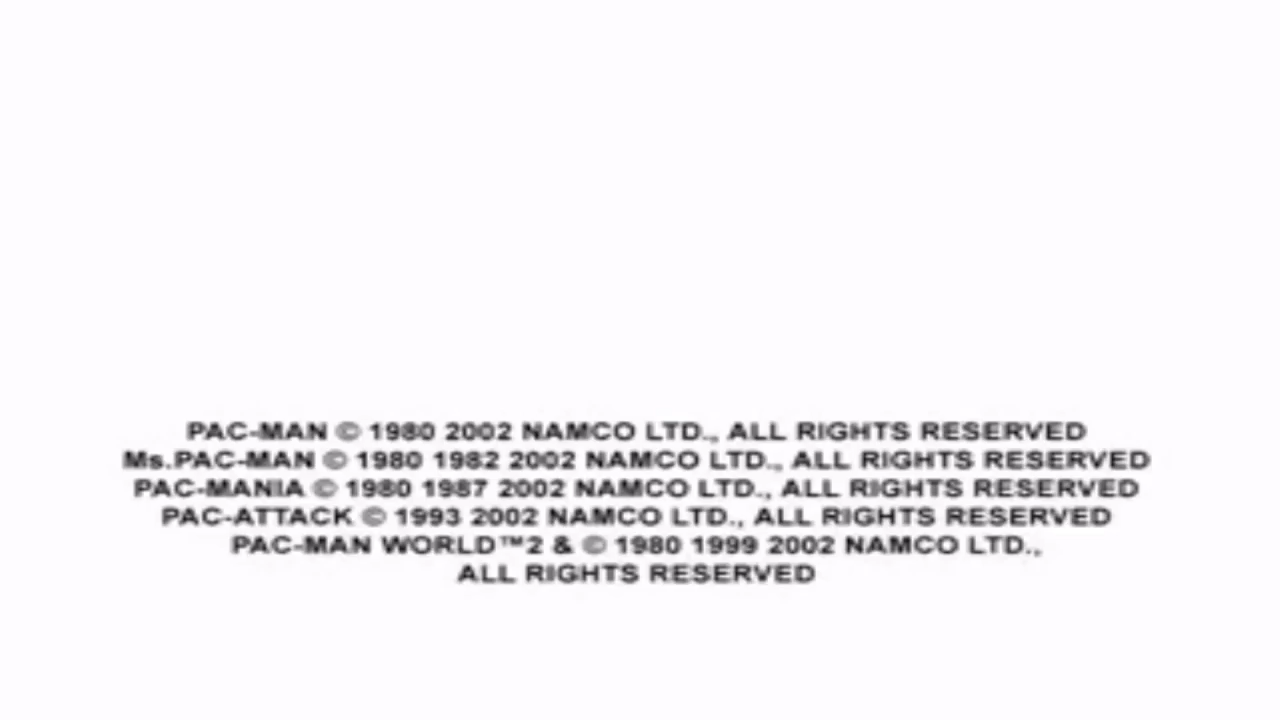 PAC-MAN © 1980 2002 NAMCO LTD., ALL RIGHTS RESERVED
Ms.PAC-MAN © 1980 1982 2002 NAMCO LTD., ALL RIGHTS RESERVED
PAC-MANIA © 1980 1987 2002 NAMCO LTD., ALL RIGHTS RESERVED
PAC-ATTACK © 1993 2002 NAMCO LTD., ALL RIGHTS RESERVED
PAC-MAN WORLD™2 & © 1980 1999 2002 NAMCO LTD.,
ALL RIGHTS RESERVED